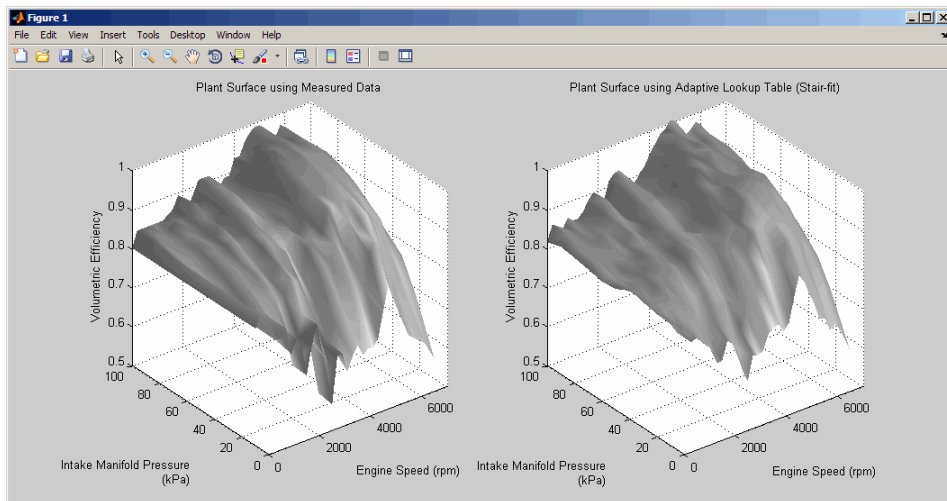 Figure 1
File Edit View Insert Tools Desktop Window Help
Plant Surface using Measured Data
1
0.9
0.8
0.7
0.6
0.5
Volumetric Efficiency
100
80
60
40
20
0
Intake Manifold Pressure
(kPa)
0
2000
4000
6000
Engine Speed (rpm)
Plant Surface using Adaptive Lookup Table (Stair-fit)
1
0.9
0.8
0.7
0.6
0.5
Volumetric Efficiency
100
80
60
40
20
0
Intake Manifold Pressure
(kPa)
0
2000
4000
6000
Engine Speed (rpm)